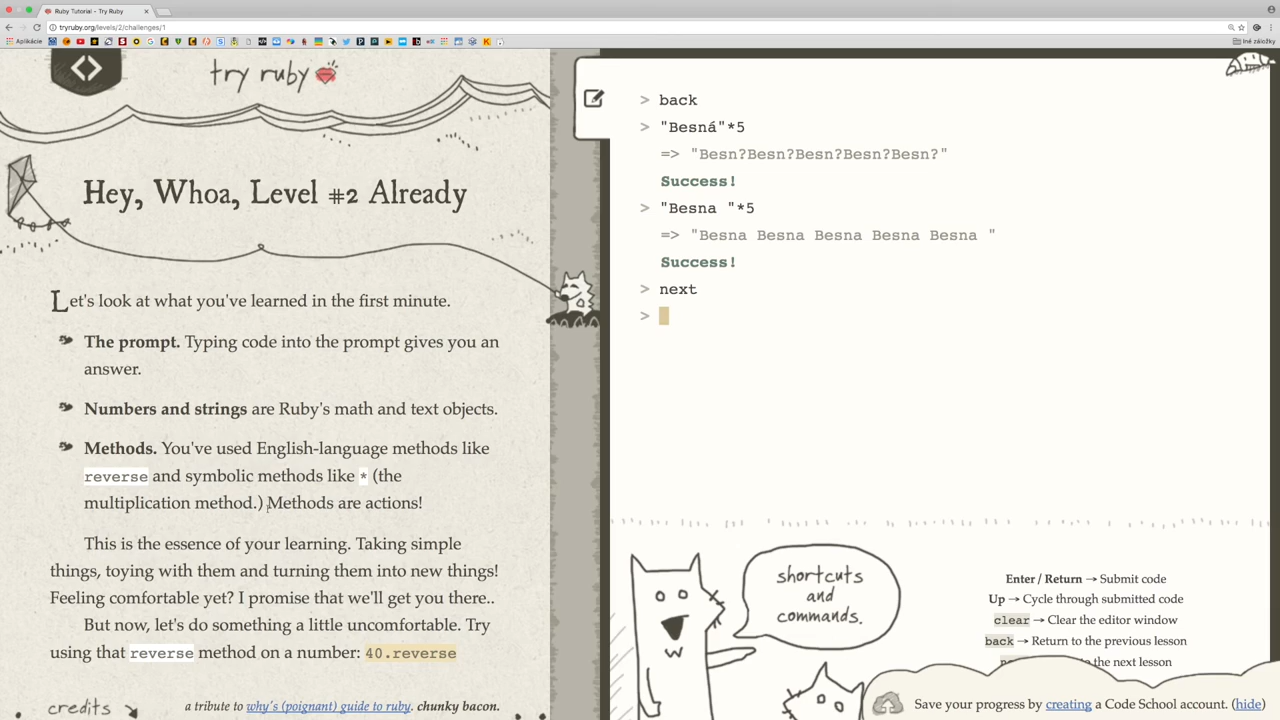 Ruby Tutorial - Try Ruby
tryruby.org/levels/2/challenges/1
Aplikácie
Iné záložky
try ruby
Hey, Whoa, Level #2 Already
Let's look at what you've learned in the first minute.
The prompt. Typing code into the prompt gives you an
answer.
Numbers and strings are Ruby's math and text objects.
Methods. You've used English-language methods like
reverse and symbolic methods like * (the
multiplication method.) Methods are actions!
This is the essence of your learning. Taking simple
things, toying with them and turning them into new things!
Feeling comfortable yet? I promise that we'll get you there..
But now, let's do something a little uncomfortable. Try
using that reverse method on a number: 40.reverse
credits
a tribute to why's (poignant) guide to ruby. chunky bacon.
> back
> "Besná"*5
=> "Besn?Besn?Besn?Besn?Besn?"
Success!
> "Besna "*5
=> "Besna Besna Besna Besna Besna "
Success!
> next
>
shortcuts
and
commands.
Enter / Return → Submit code
Up → Cycle through submitted code
clear → Clear the editor window
back → Return to the previous lesson
the next lesson
Save your progress by creating a Code School account. (hide)